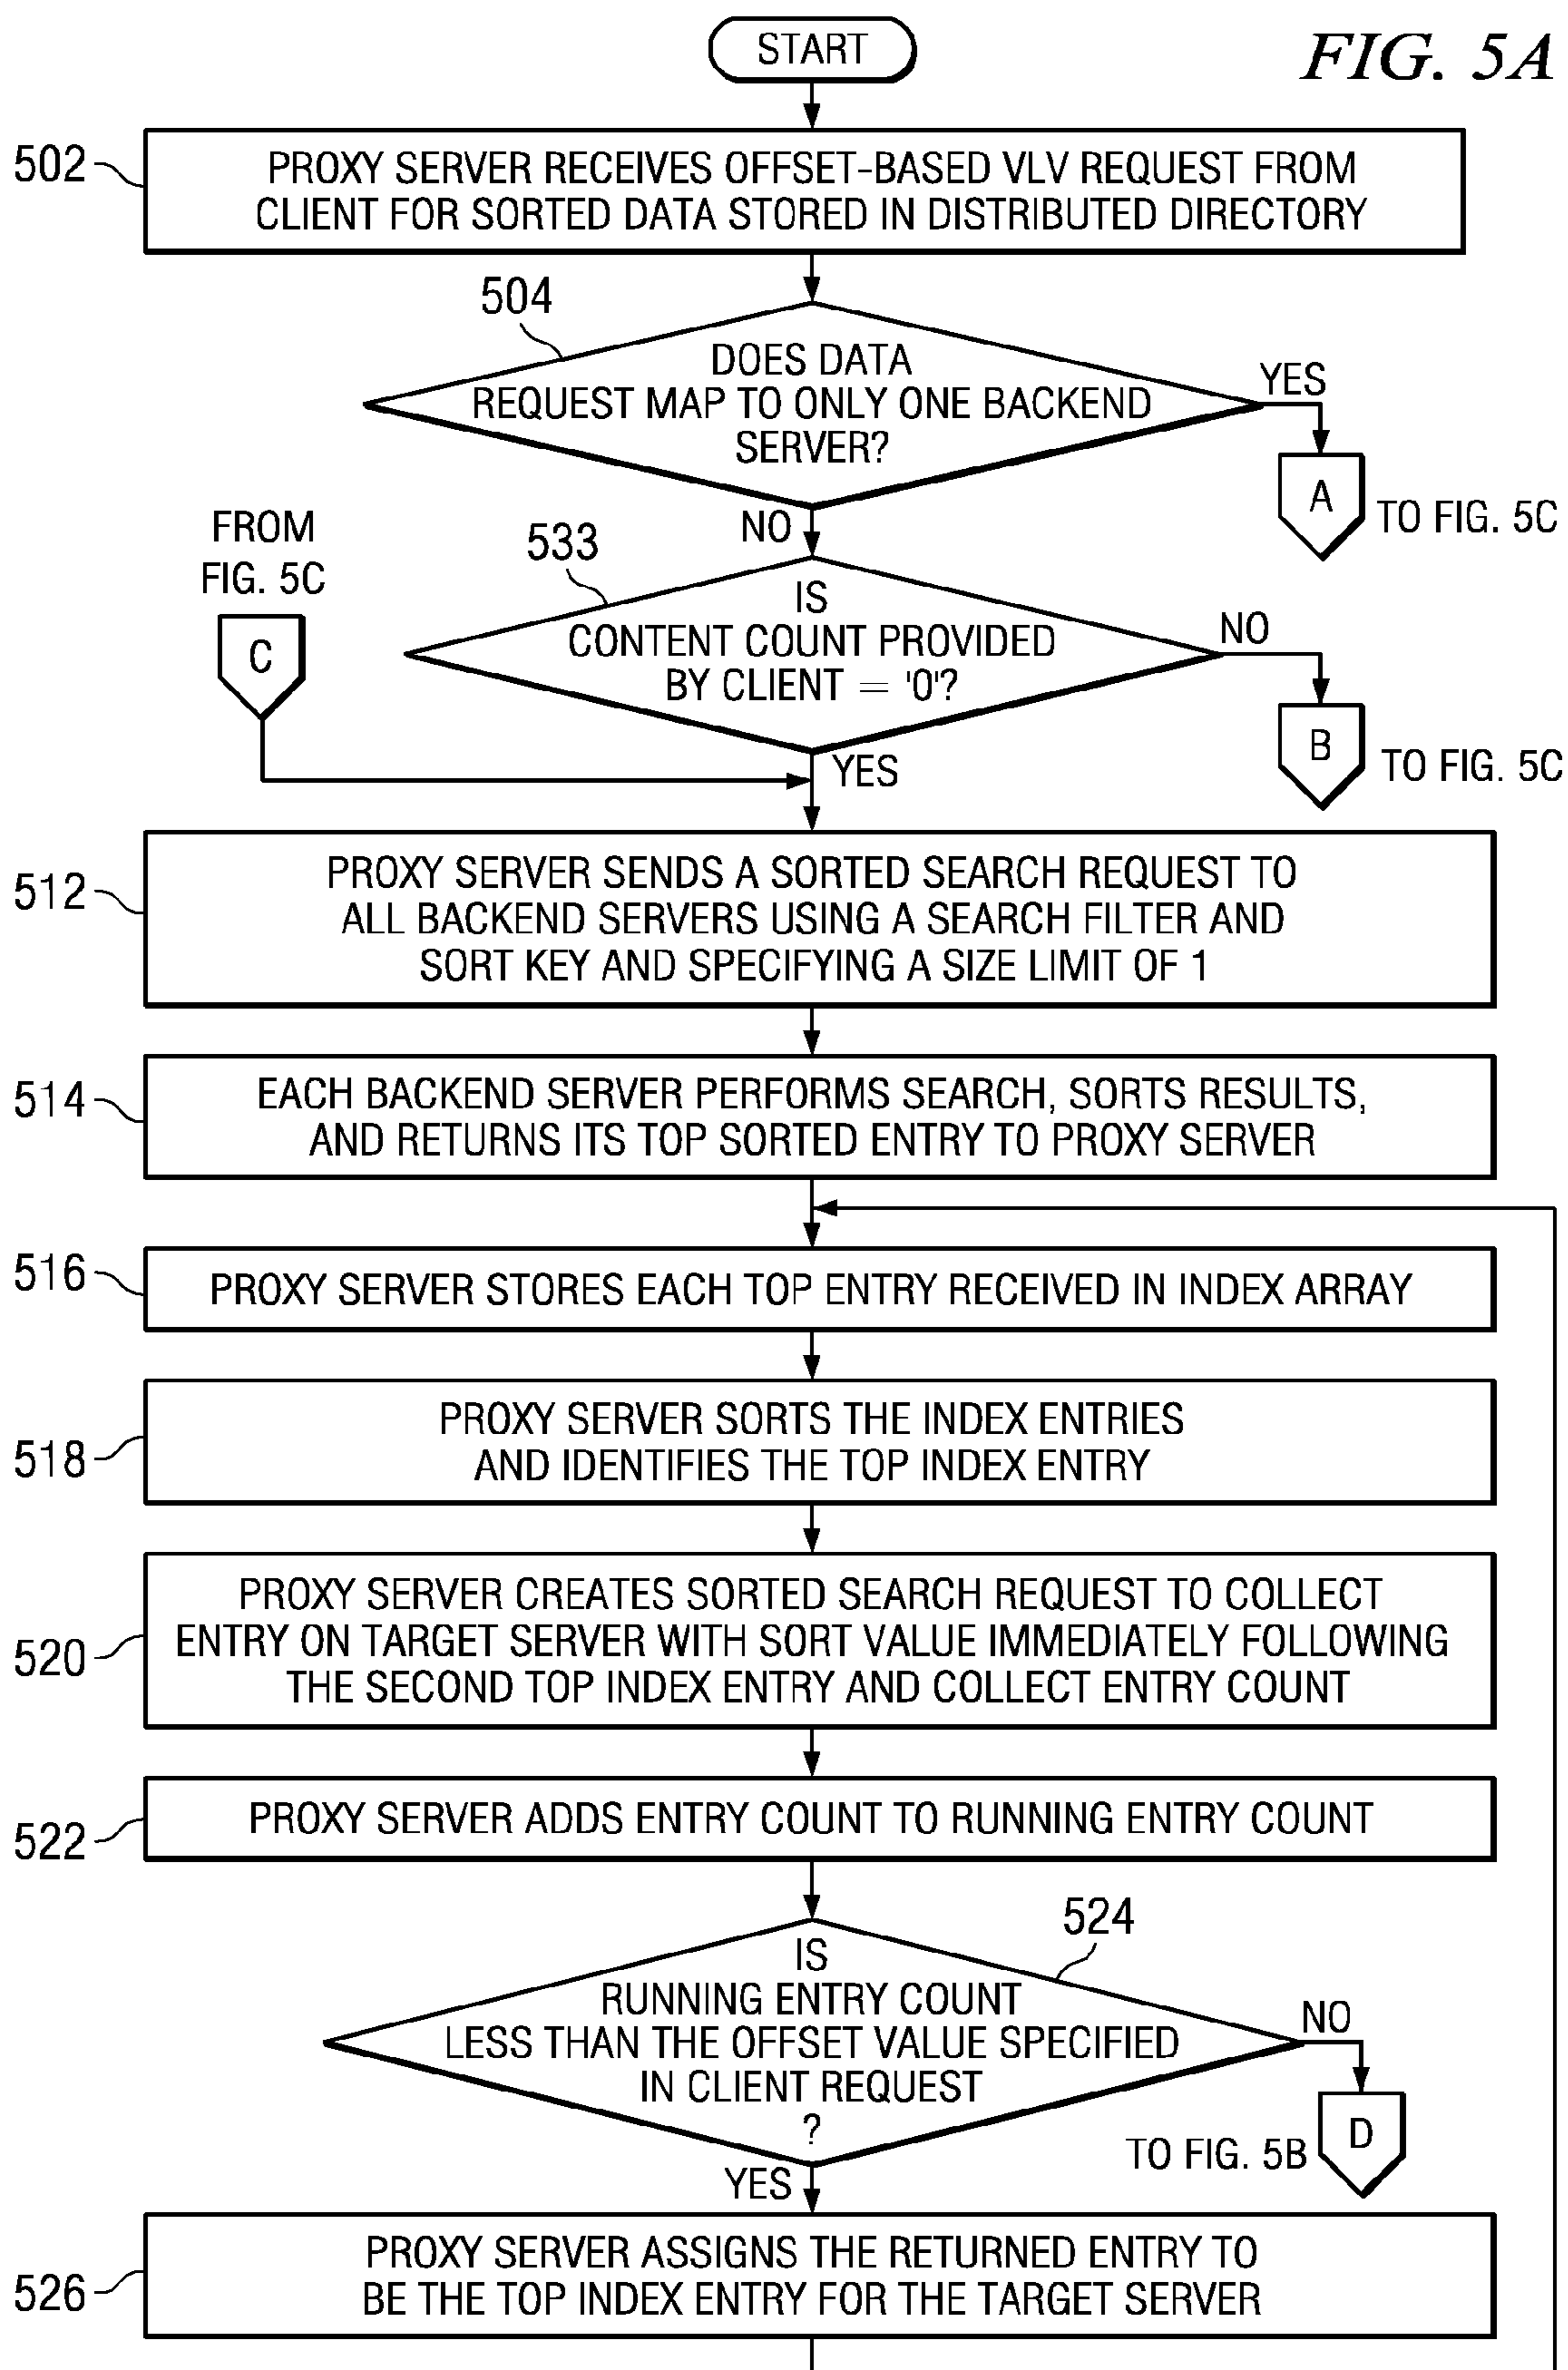 START
FIG. 5A
502
PROXY SERVER RECEIVES OFFSET-BASED VLV REQUEST FROM
CLIENT FOR SORTED DATA STORED IN DISTRIBUTED DIRECTORY
504
DOES DATA
REQUEST MAP TO ONLY ONE BACKEND
SERVER?
YES
A
TO FIG. 5C
NO
FROM
FIG. 5C
C
533
IS
CONTENT COUNT PROVIDED
BY CLIENT = '0'?
NO
B
TO FIG. 5C
YES
512
PROXY SERVER SENDS A SORTED SEARCH REQUEST TO
ALL BACKEND SERVERS USING A SEARCH FILTER AND
SORT KEY AND SPECIFYING A SIZE LIMIT OF 1
514
EACH BACKEND SERVER PERFORMS SEARCH, SORTS RESULTS,
AND RETURNS ITS TOP SORTED ENTRY TO PROXY SERVER
516
PROXY SERVER STORES EACH TOP ENTRY RECEIVED IN INDEX ARRAY
518
PROXY SERVER SORTS THE INDEX ENTRIES
AND IDENTIFIES THE TOP INDEX ENTRY
520
PROXY SERVER CREATES SORTED SEARCH REQUEST TO COLLECT
ENTRY ON TARGET SERVER WITH SORT VALUE IMMEDIATELY FOLLOWING
THE SECOND TOP INDEX ENTRY AND COLLECT ENTRY COUNT
522
PROXY SERVER ADDS ENTRY COUNT TO RUNNING ENTRY COUNT
524
IS
RUNNING ENTRY COUNT
LESS THAN THE OFFSET VALUE SPECIFIED
IN CLIENT REQUEST
?
NO
D
TO FIG. 5B
YES
526
PROXY SERVER ASSIGNS THE RETURNED ENTRY TO
BE THE TOP INDEX ENTRY FOR THE TARGET SERVER